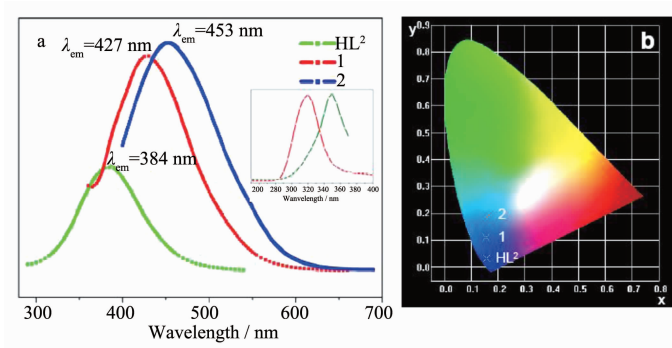 a
λem=427 nm
λem=453 nm
λem=384 nm
HL²
1
2
200 280 300 320 340 360 380 400
Wavelength / nm
300 400 500 600 700
Wavelength / nm
b
y
0.9
0.8
0.7
0.6
0.5
0.4
0.3
0.2
0.1
0.0
2
1
HL²
0.0 0.1 0.2 0.3 0.4 0.5 0.6 0.7 0.8
x